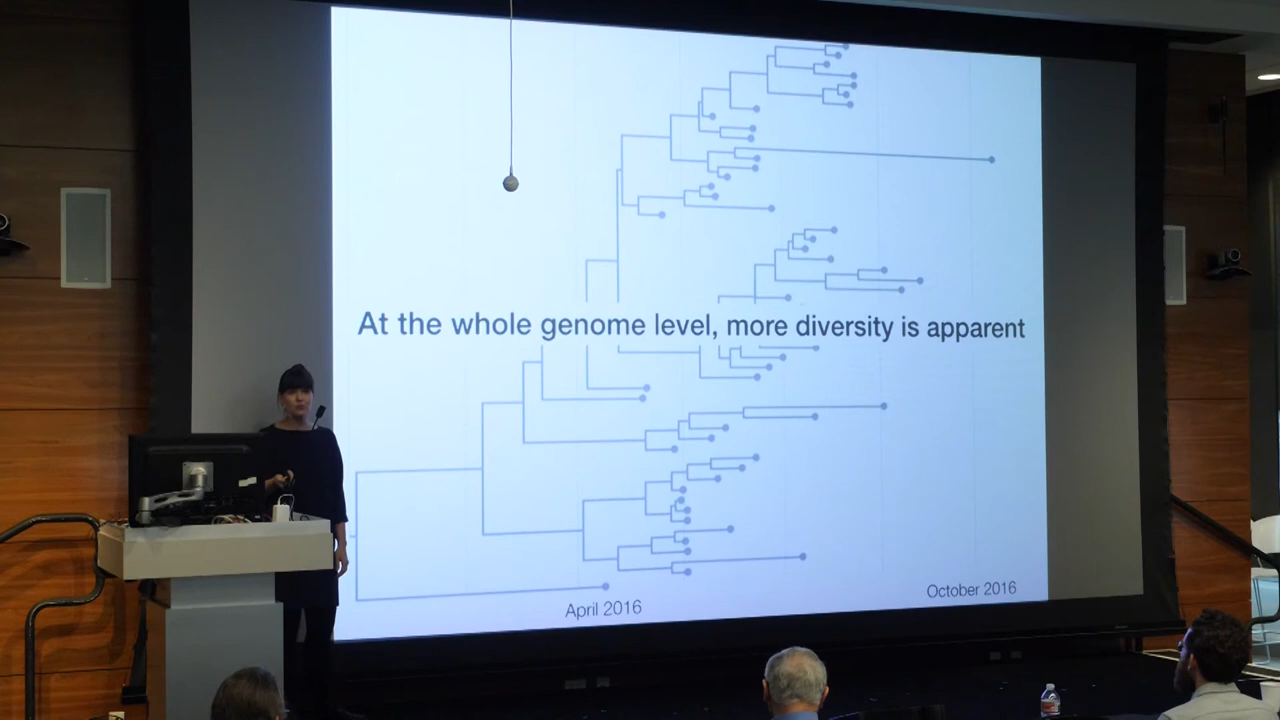 At the whole genome level, more diversity is apparent
April 2016
October 2016